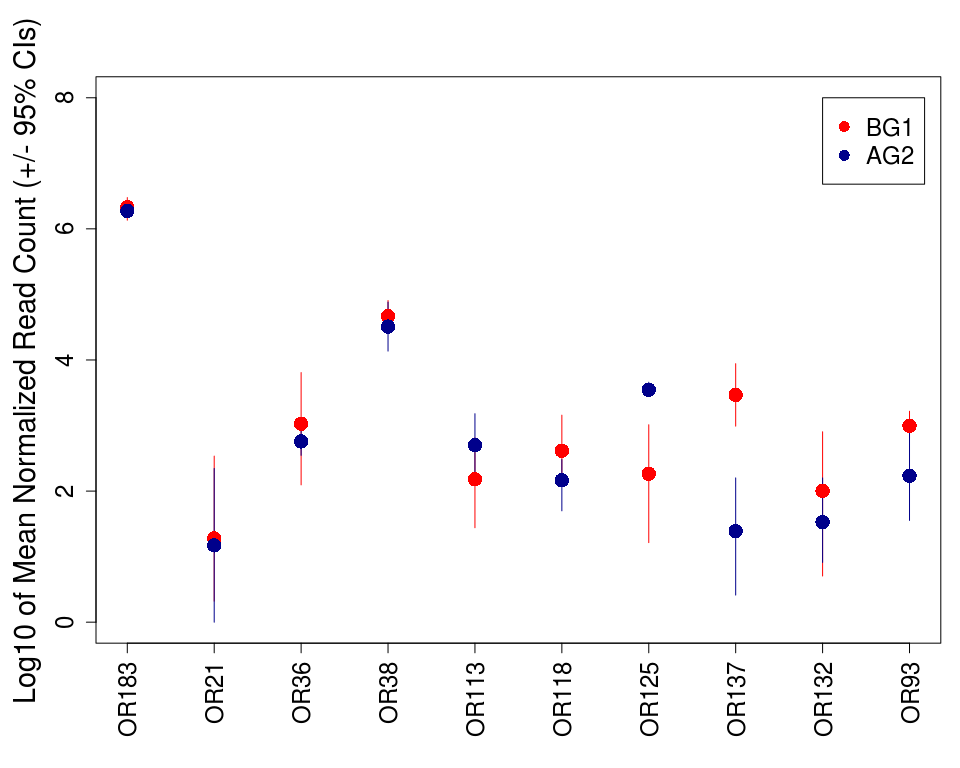 Log10 of Mean Normalized Read Count (+/- 95% CIs)
8
6
4
2
0
BG1
AG2
OR183
OR21
OR36
OR38
OR113
OR118
OR125
OR137
OR132
OR93